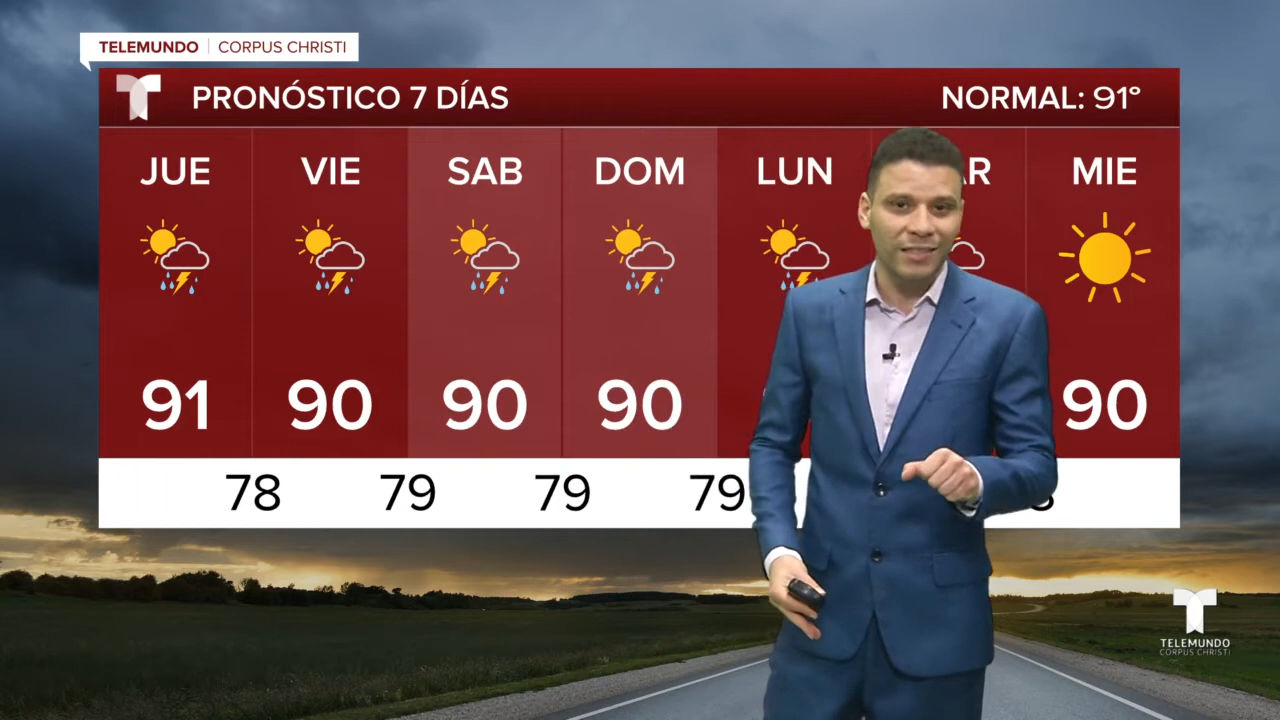 TELEMUNDO | CORPUS CHRISTI
PRONÓSTICO 7 DÍAS
NORMAL: 91°
JUE VIE SAB DOM LUN MIE
91 90 90 90 90
78 79 79 79
TELEMUNDO
CORPUS CHRISTI